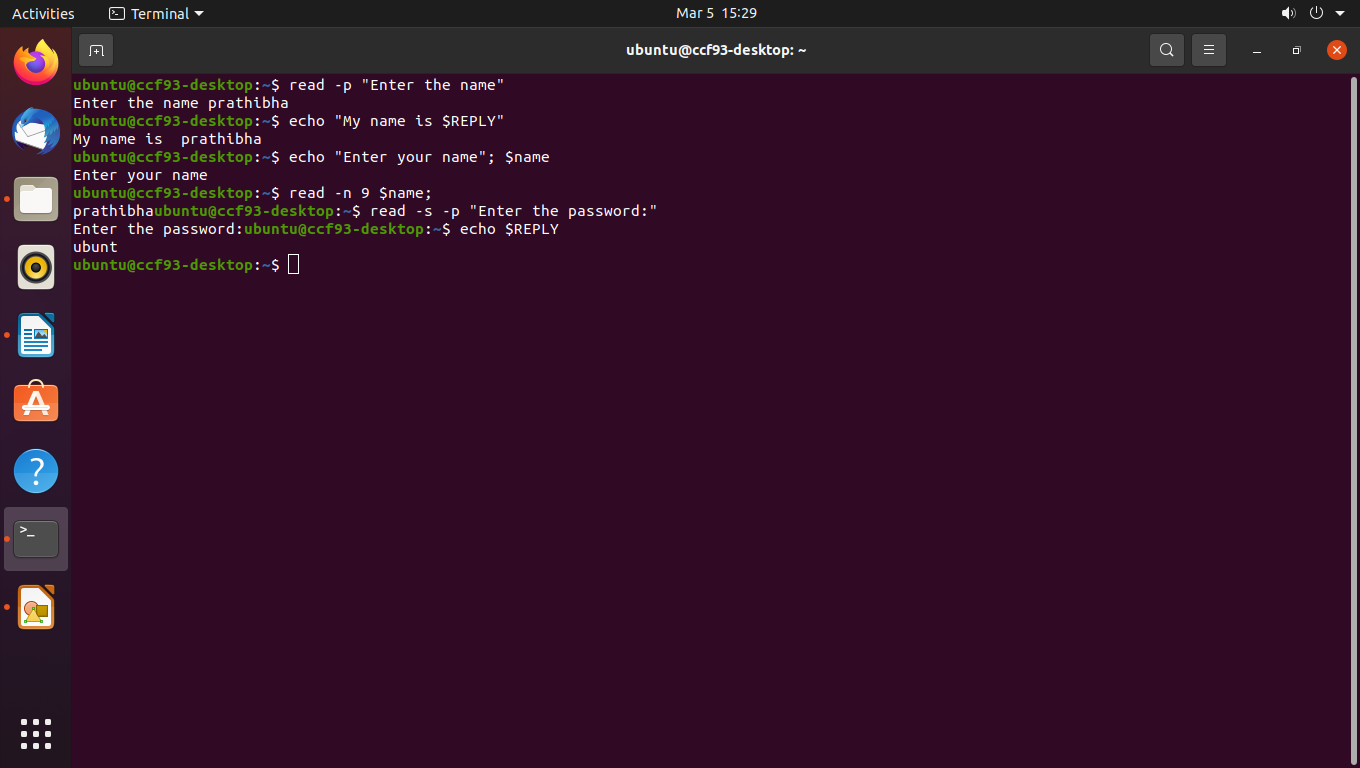 Activities Terminal Mar 5 15:29
ubuntu@ccf93-desktop: ~
ubuntu@ccf93-desktop:~$ read -p "Enter the name"
Enter the name prathibha
ubuntu@ccf93-desktop:~$ echo "My name is $REPLY"
My name is  prathibha
ubuntu@ccf93-desktop:~$ echo "Enter your name"; $name
Enter your name
ubuntu@ccf93-desktop:~$ read -n 9 $name;
prathibhaubuntu@ccf93-desktop:~$ read -s -p "Enter the password:"
Enter the password:ubuntu@ccf93-desktop:~$ echo $REPLY
ubunt
ubuntu@ccf93-desktop:~$